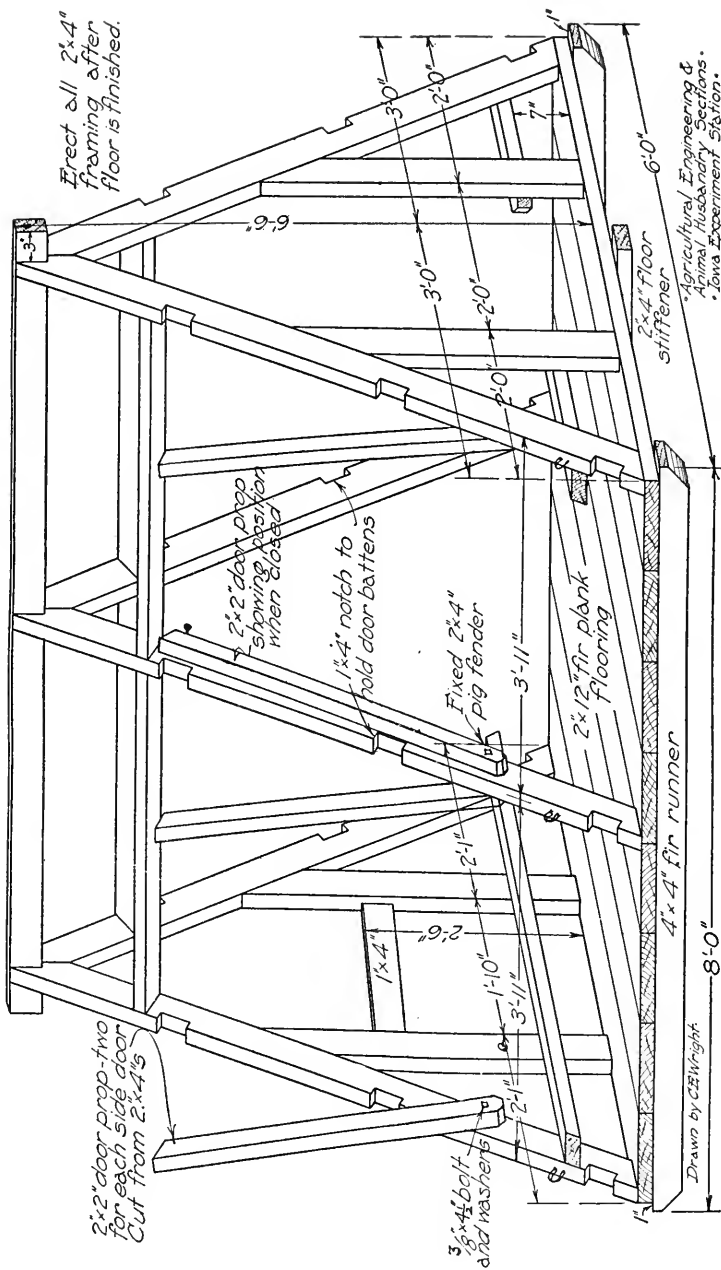 Erect all 2"x4"
framing after
floor is finished.
3"
6'-6"
3'-0"
2'-0"
3'-0"
2'-0"
2'-0"
7"
1"
6'-0"
2"x4" floor
stiffener
•Agricultural Engineering &
Animal Husbandry Sections•
•Iowa Experiment Station•
2"x2" door prop-two
for each side door
Cut from 2"x4"s
2"x2" door prop
showing position
when closed
1"x4" notch to
hold door battens
Fixed 2"x4"
pig fender
3'-11"
2"x12" fir plank
flooring
1"x4"
2'-6"
2'-1"
1'-10"
3'-11"
2'-1"
3/8"x4 1/2" bolt
and washers
1"
4"x4" fir runner
8'-0"
Drawn by CEWright